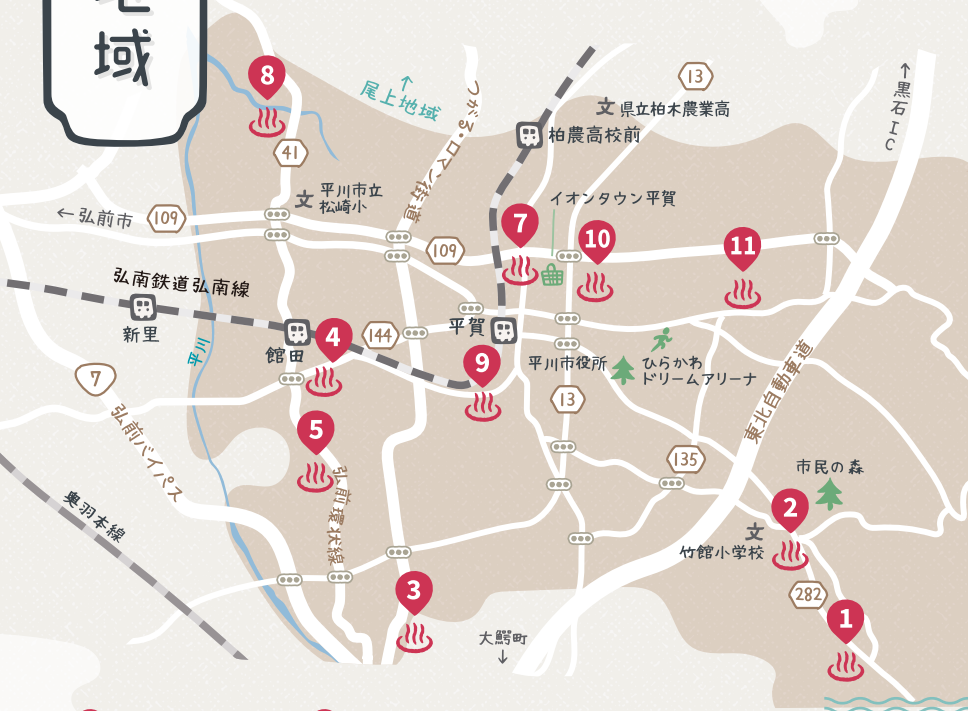 域
8
41
↑
尾上地域
つがる・ロマン街道
13
文 県立柏木農業高
柏農高校前
↑黒石IC
文 平川市立
松崎小
イオンタウン平賀
← 弘前市
109
109
7
10
11
弘南鉄道弘南線
新里
館田
平川
4
144
平賀
9
平川市役所
ひらかわ
ドリームアリーナ
7
弘前バイパス
13
東北自動車道
5
弘前環状線
135
市民の森
2
文
竹館小学校
奥羽本線
282
3
1
大鰐町
↓